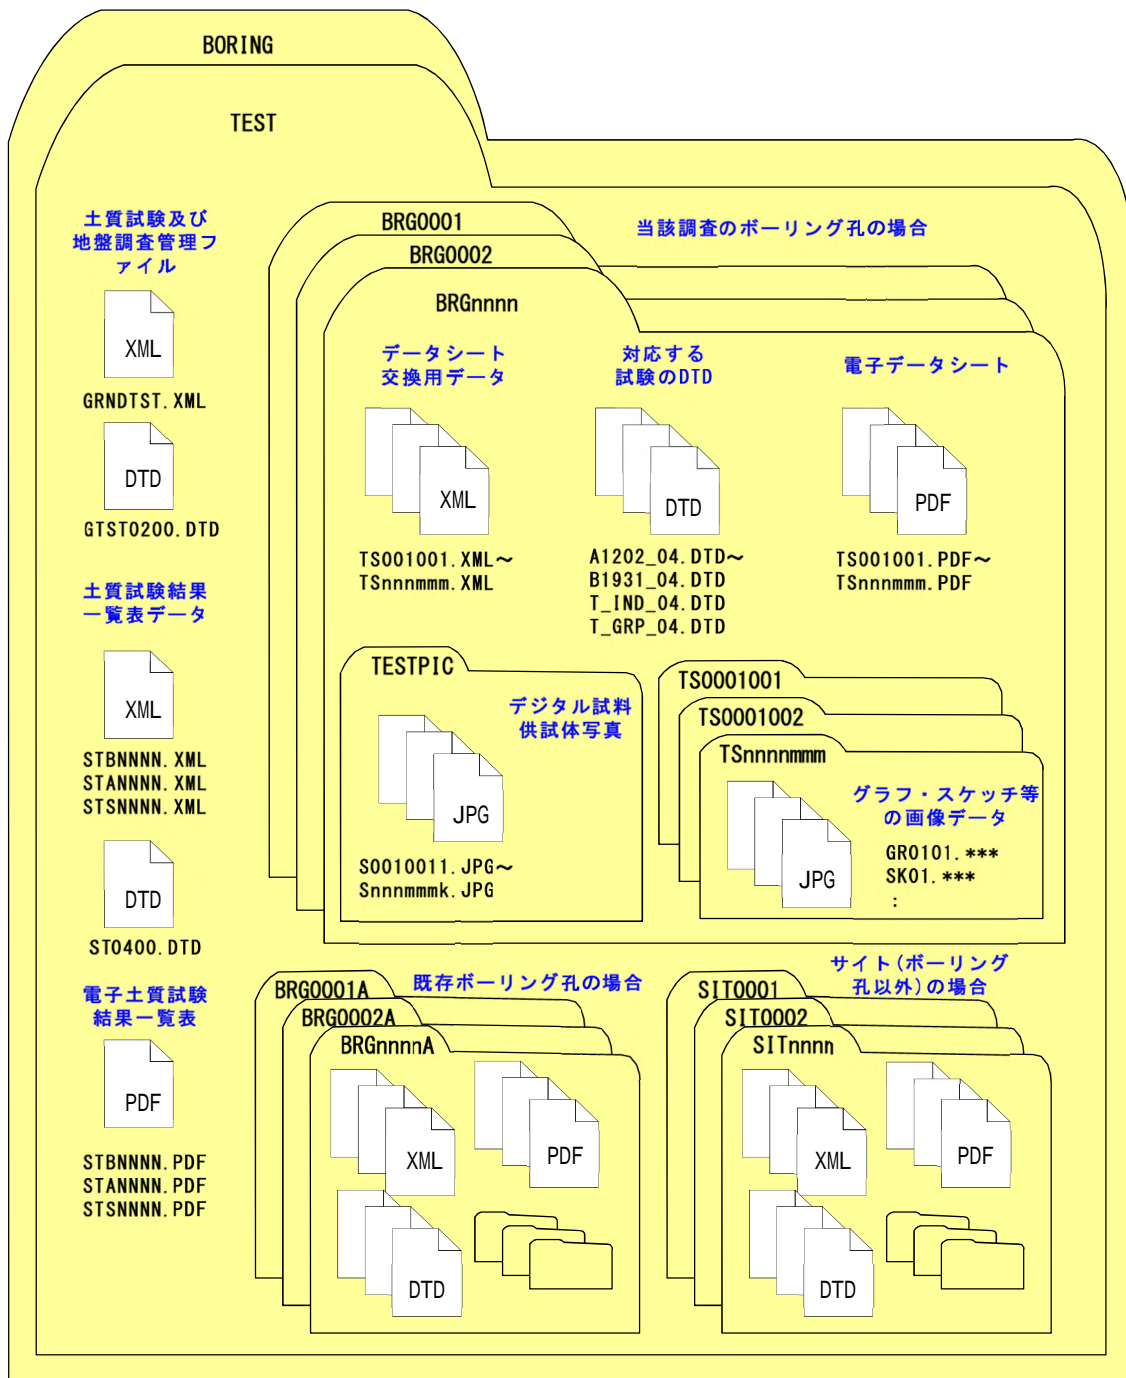 BORING
TEST
土質試験及び
地盤調査管理フ
ァイル
XML
GRNDTST.XML
DTD
GTST0200.DTD
土質試験結果
一覧表データ
XML
STBNNNN.XML
STANNNN.XML
STSNNNN.XML
DTD
ST0400.DTD
電子土質試験
結果一覧表
PDF
STBNNNN.PDF
STANNNN.PDF
STSNNNN.PDF
BRG0001
当該調査のボーリング孔の場合
BRG0002
BRGnnnn
データシート
交換用データ
XML
TS001001.XML～
TSnnnmmm.XML
対応する
試験のDTD
DTD
A1202_04.DTD～
B1931_04.DTD
T_IND_04.DTD
T_GRP_04.DTD
電子データシート
PDF
TS001001.PDF～
TSnnnmmm.PDF
TESTPIC
デジタル試料
供試体写真
JPG
S0010011.JPG～
Snnnmmmk.JPG
TS0001001
TS0001002
TSnnnnmmm
グラフ・スケッチ等
の画像データ
JPG
GR0101.***
SK01.***
:
BRG0001A
既存ボーリング孔の場合
BRG0002A
BRGnnnnA
XML
PDF
DTD
サイト(ボーリング
孔以外)の場合
SIT0001
SIT0002
SITnnnn
XML
PDF
DTD